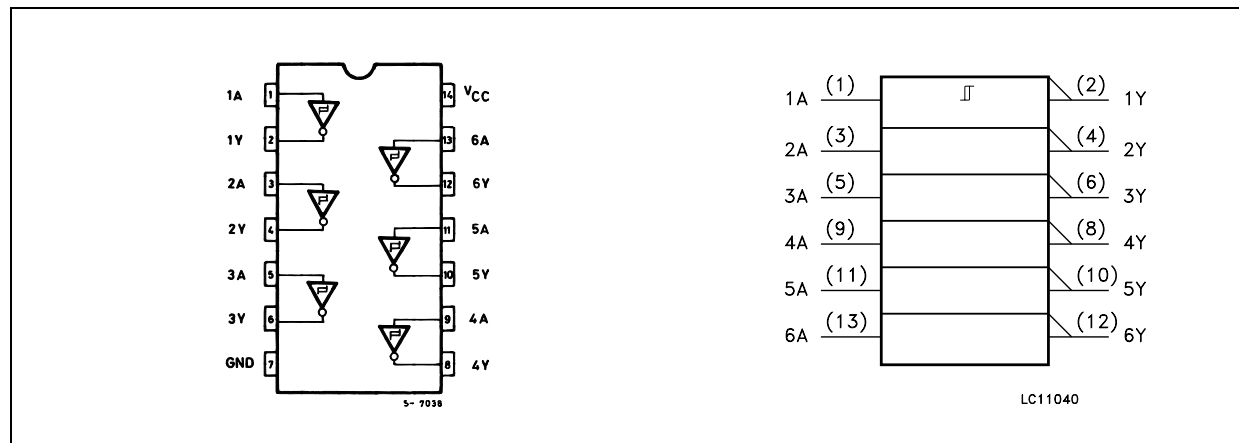 1A 1 14 VCC
1Y 2 13 6A
2A 3 12 6Y
2Y 4 11 5A
3A 5 10 5Y
3Y 6 9 4A
GND 7 8 4Y
S- 7038
1A (1) (2) 1Y
2A (3) (4) 2Y
3A (5) (6) 3Y
4A (9) (8) 4Y
5A (11) (10) 5Y
6A (13) (12) 6Y
LC11040